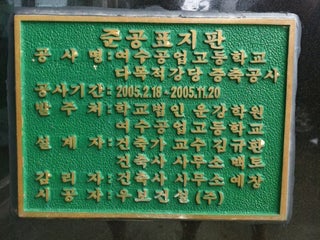 준공표지판
공사명:여수공업고등학교
다목적강당 증축공사
공사기간:2005.2.18~2005.11.20
발주처:학교법인 운강학원
여수공업고등학교
설계자:건축가 교수 진규환
건축사 사무소 맥토
감리자:건축사 사무소 예장
시공자:우보건설(주)